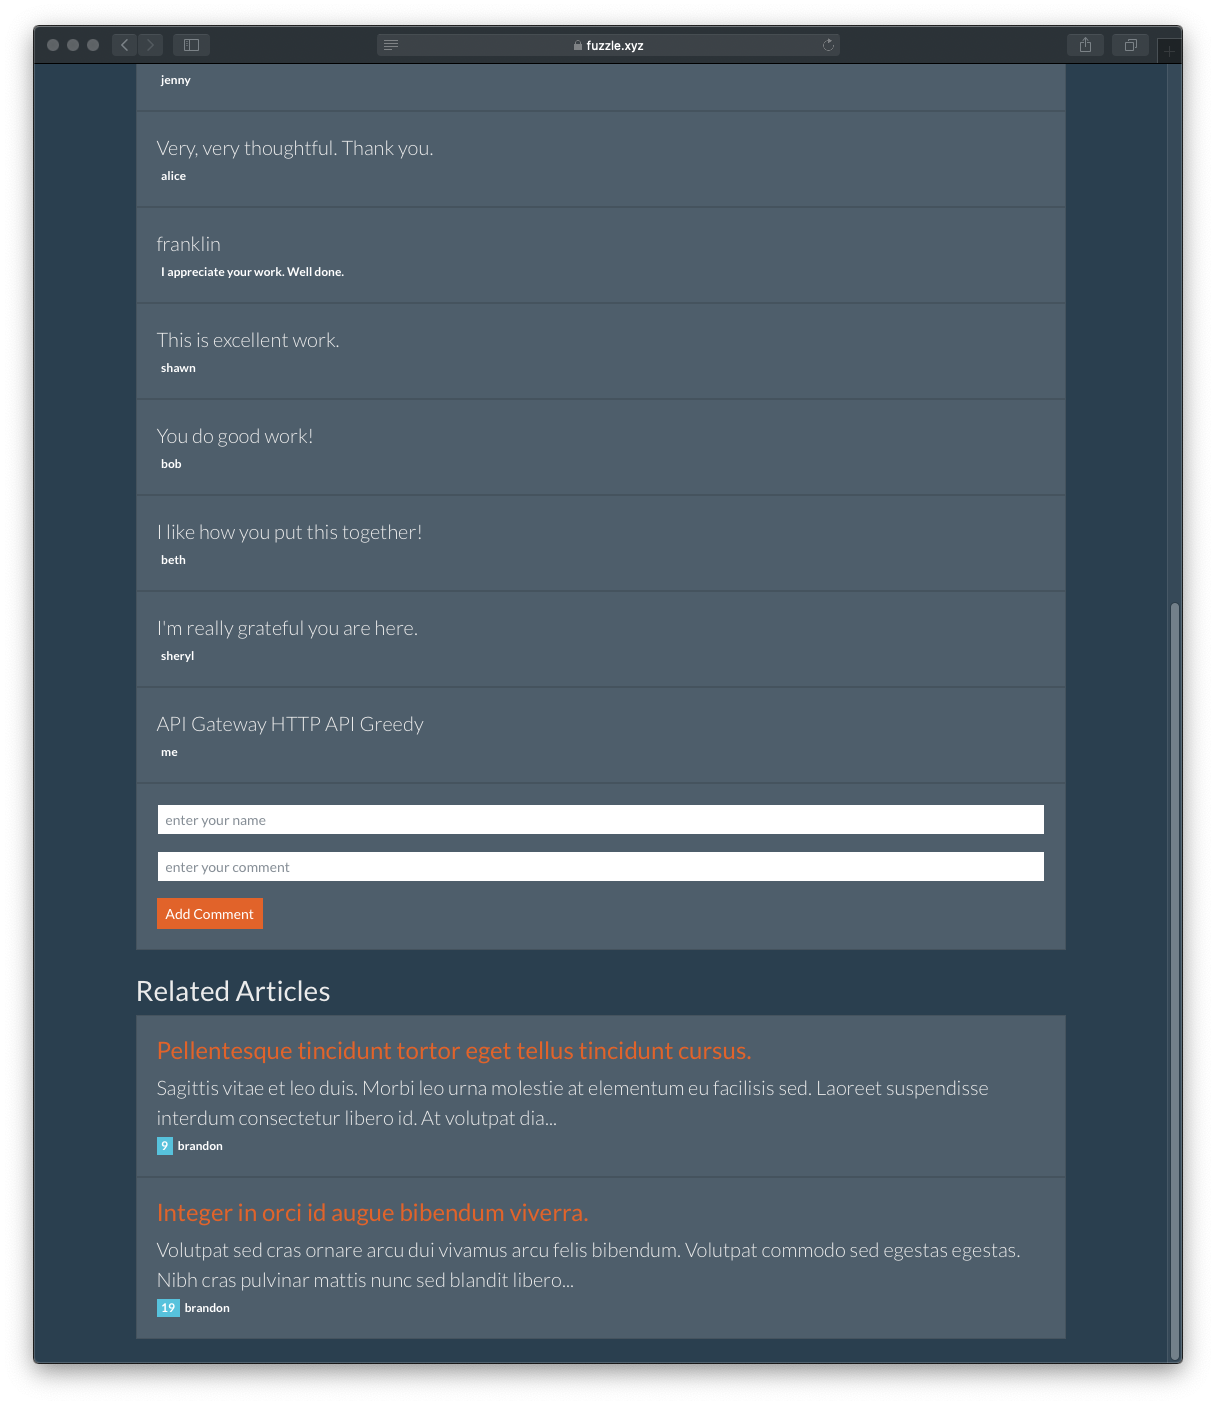 fuzzle.xyz
jenny
Very, very thoughtful. Thank you.
alice
franklin
I appreciate your work. Well done.
This is excellent work.
shawn
You do good work!
bob
I like how you put this together!
beth
I'm really grateful you are here.
sheryl
API Gateway HTTP API Greedy
me
enter your name
enter your comment
Add Comment
Related Articles
Pellentesque tincidunt tortor eget tellus tincidunt cursus.
Sagittis vitae et leo duis. Morbi leo urna molestie at elementum eu facilisis sed. Laoreet suspendisse
interdum consectetur libero id. At volutpat dia...
9 brandon
Integer in orci id augue bibendum viverra.
Volutpat sed cras ornare arcu dui vivamus arcu felis bibendum. Volutpat commodo sed egestas egestas.
Nibh cras pulvinar mattis nunc sed blandit libero...
19 brandon